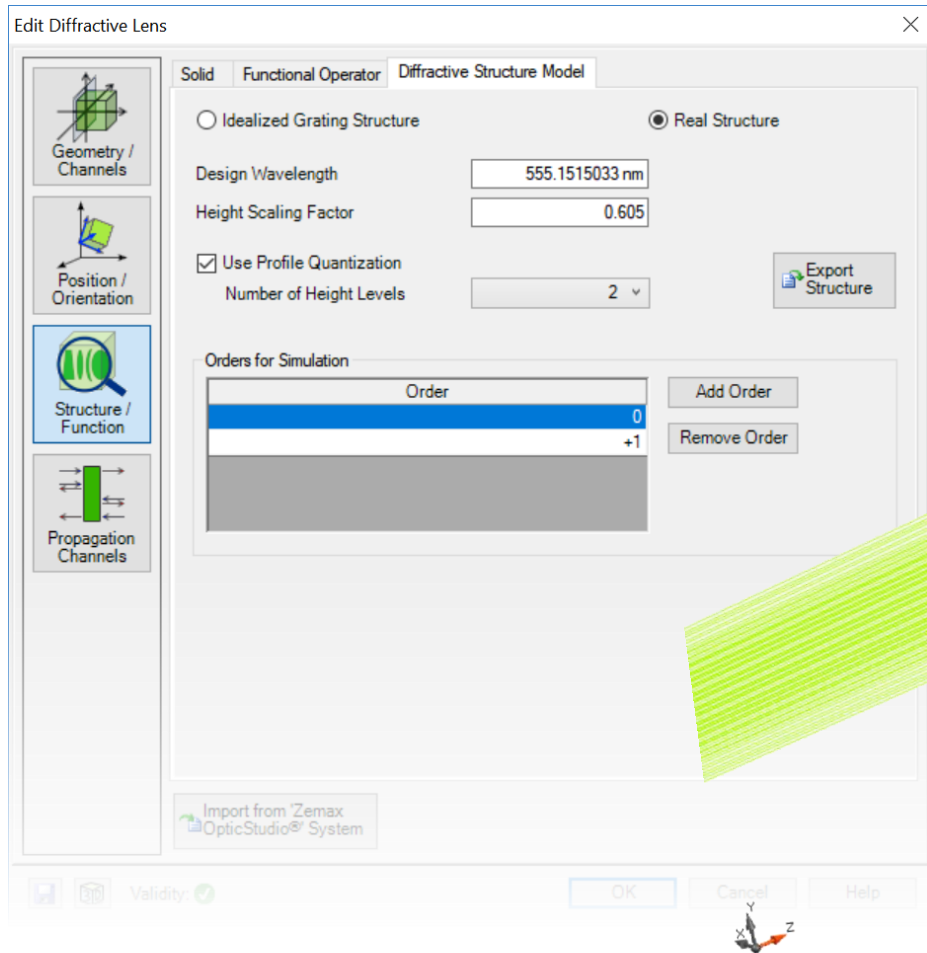 Edit Diffractive Lens
Geometry /
Channels
Position /
Orientation
Structure /
Function
Propagation
Channels
Solid Functional Operator Diffractive Structure Model
Idealized Grating Structure Real Structure
Design Wavelength 555.1515033 nm
Height Scaling Factor 0.605
Use Profile Quantization
Number of Height Levels 2
Export
Structure
Orders for Simulation
Order
0
+1
Add Order
Remove Order
Import from 'Zemax
OpticStudio®' System
Validity: OK Cancel Help
Y
X
Z